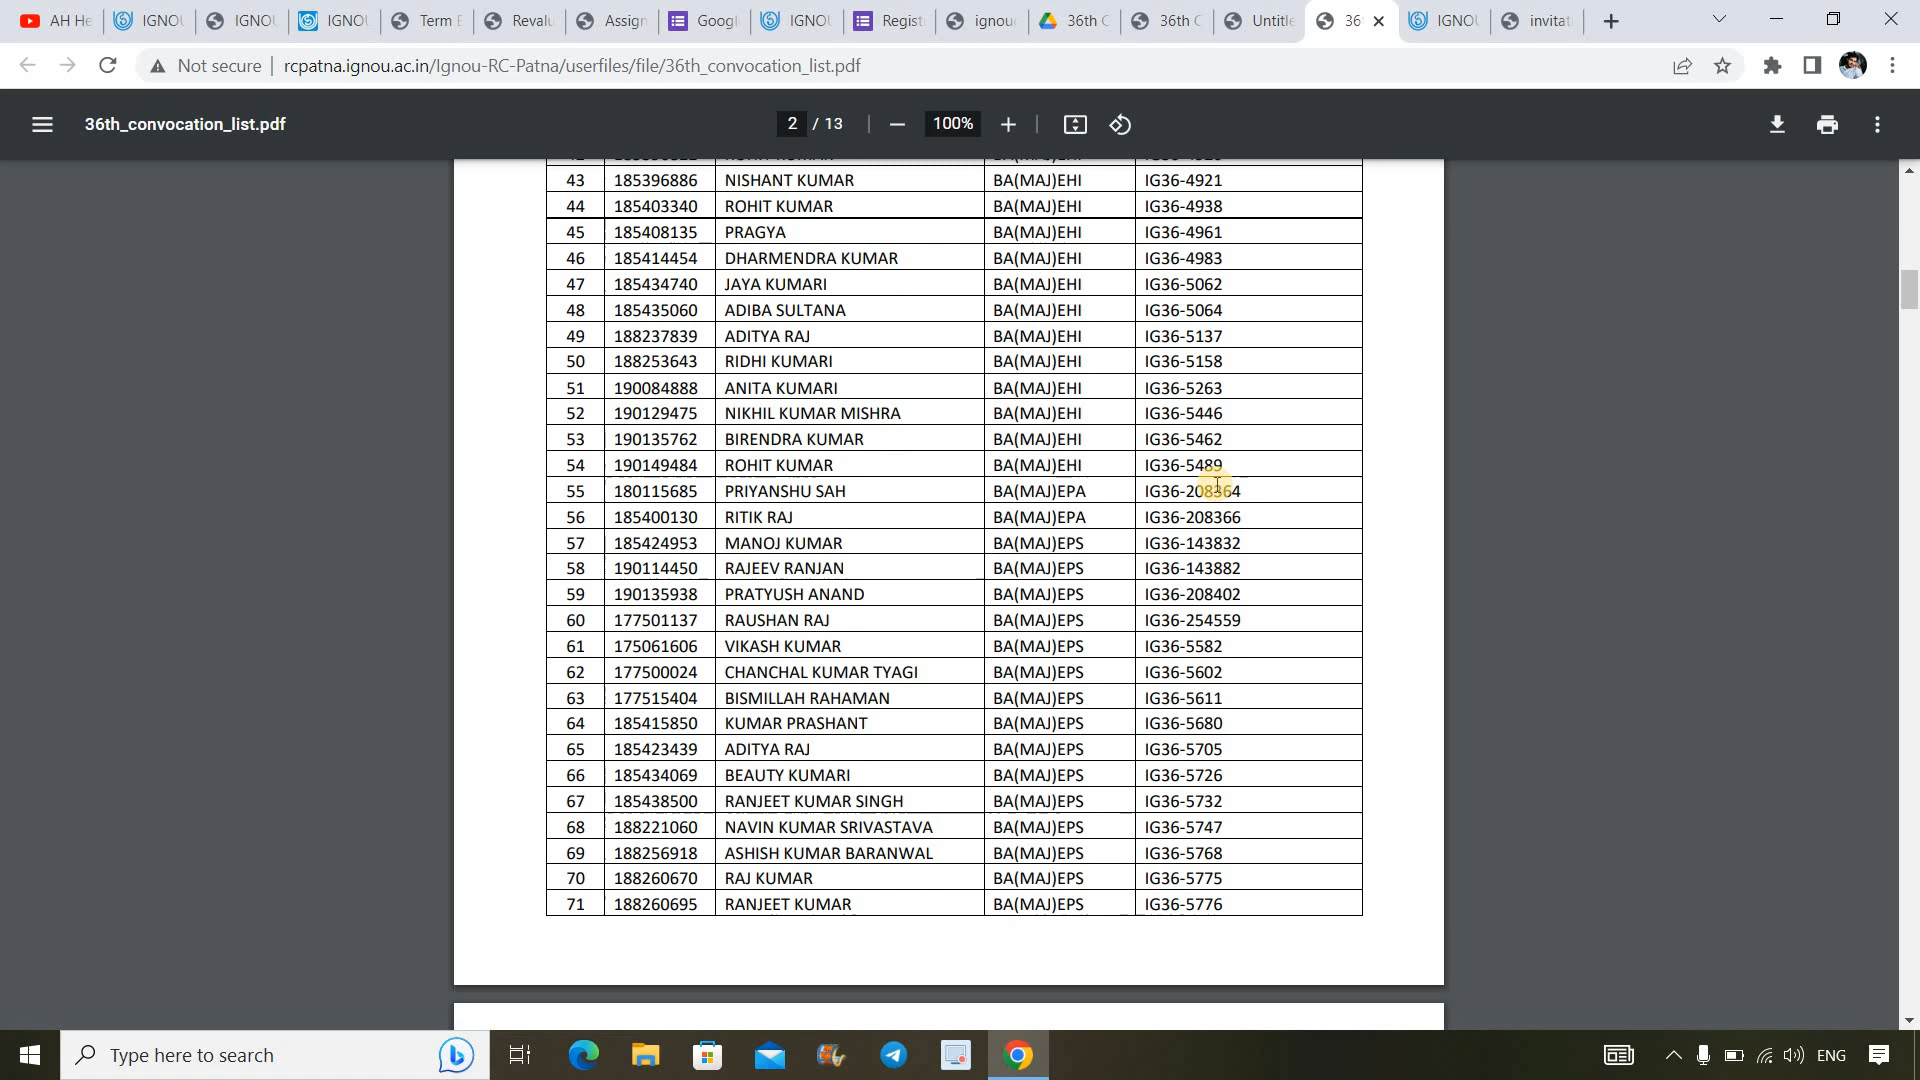 AH He
IGNOU
IGNOU
IGNOU
Term E
Revalu
Assign
Googl
IGNOU
Regist
ignou
36th C
36th C
Untitle
36
IGNOU
invitat
Not secure
rcpatna.ignou.ac.in/Ignou-RC-Patna/userfiles/file/36th_convocation_list.pdf
36th_convocation_list.pdf
2 / 13
100%
43 185396886 NISHANT KUMAR BA(MAJ)EHI IG36-4921
44 185403340 ROHIT KUMAR BA(MAJ)EHI IG36-4938
45 185408135 PRAGYA BA(MAJ)EHI IG36-4961
46 185414454 DHARMENDRA KUMAR BA(MAJ)EHI IG36-4983
47 185434740 JAYA KUMARI BA(MAJ)EHI IG36-5062
48 185435060 ADIBA SULTANA BA(MAJ)EHI IG36-5064
49 188237839 ADITYA RAJ BA(MAJ)EHI IG36-5137
50 188253643 RIDHI KUMARI BA(MAJ)EHI IG36-5158
51 190084888 ANITA KUMARI BA(MAJ)EHI IG36-5263
52 190129475 NIKHIL KUMAR MISHRA BA(MAJ)EHI IG36-5446
53 190135762 BIRENDRA KUMAR BA(MAJ)EHI IG36-5462
54 190149484 ROHIT KUMAR BA(MAJ)EHI IG36-5489
55 180115685 PRIYANSHU SAH BA(MAJ)EPA IG36-208364
56 185400130 RITIK RAJ BA(MAJ)EPA IG36-208366
57 185424953 MANOJ KUMAR BA(MAJ)EPS IG36-143832
58 190114450 RAJEEV RANJAN BA(MAJ)EPS IG36-143882
59 190135938 PRATYUSH ANAND BA(MAJ)EPS IG36-208402
60 177501137 RAUSHAN RAJ BA(MAJ)EPS IG36-254559
61 175061606 VIKASH KUMAR BA(MAJ)EPS IG36-5582
62 177500024 CHANCHAL KUMAR TYAGI BA(MAJ)EPS IG36-5602
63 177515404 BISMILLAH RAHAMAN BA(MAJ)EPS IG36-5611
64 185415850 KUMAR PRASHANT BA(MAJ)EPS IG36-5680
65 185423439 ADITYA RAJ BA(MAJ)EPS IG36-5705
66 185434069 BEAUTY KUMARI BA(MAJ)EPS IG36-5726
67 185438500 RANJEET KUMAR SINGH BA(MAJ)EPS IG36-5732
68 188221060 NAVIN KUMAR SRIVASTAVA BA(MAJ)EPS IG36-5747
69 188256918 ASHISH KUMAR BARANWAL BA(MAJ)EPS IG36-5768
70 188260670 RAJ KUMAR BA(MAJ)EPS IG36-5775
71 188260695 RANJEET KUMAR BA(MAJ)EPS IG36-5776
Type here to search
ENG